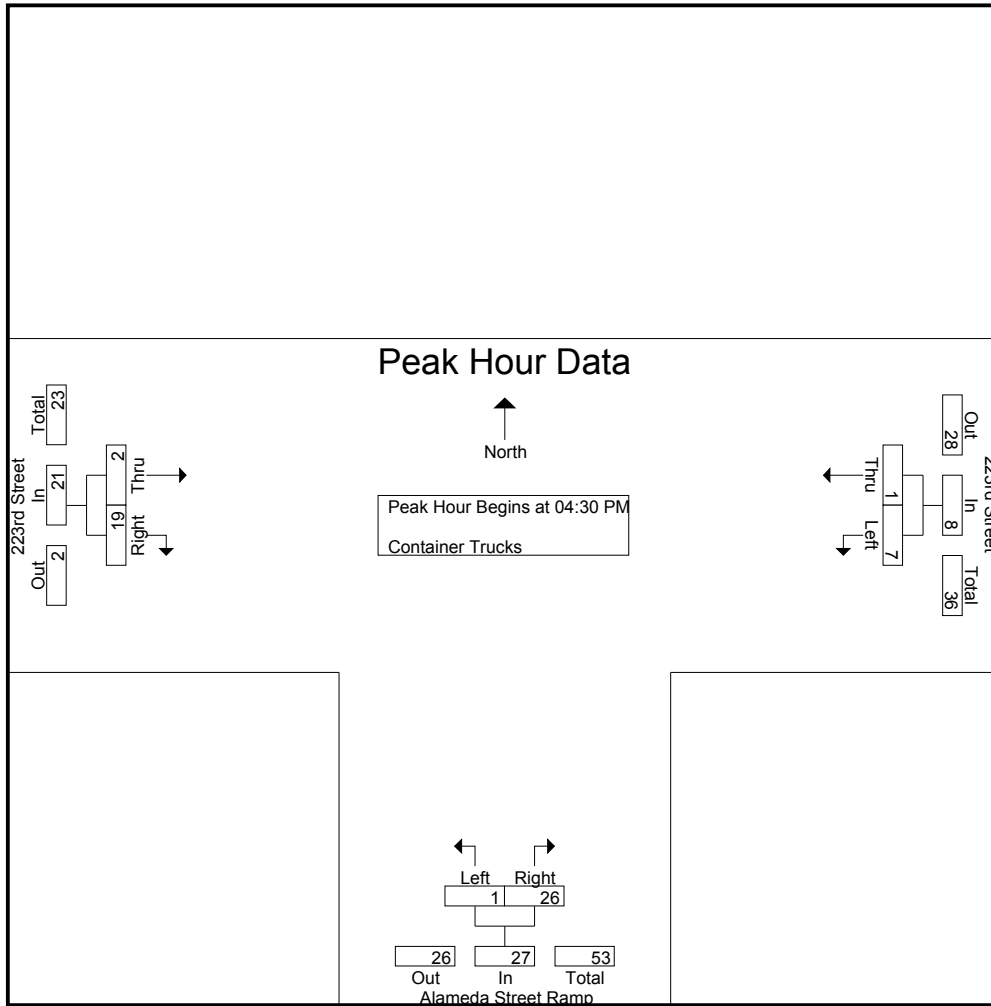 Peak Hour Data
North
Peak Hour Begins at 04:30 PM
Container Trucks
223rd Street
Total
23
In
21
Out
2
2
Thru
19
Right
223rd Street
Out
28
In
8
Total
36
Thru
1
Left
7
Left Right
1 26
26 27 53
Out In Total
Alameda Street Ramp